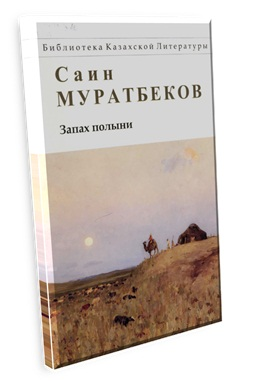 Библиотека Казахской Литературы
Саин
МУРАТБЕКОВ
Запах полыни